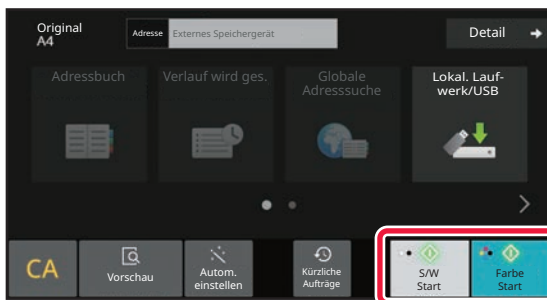 Original
A4
Adresse
Externes Speichergerät
Detail
Adressbuch
Verlauf wird ges.
Globale
Adresssuche
Lokal. Lauf-
werk/USB
CA
Vorschau
Autom.
einstellen
Kürzliche
Aufträge
S/W
Start
Farbe
Start